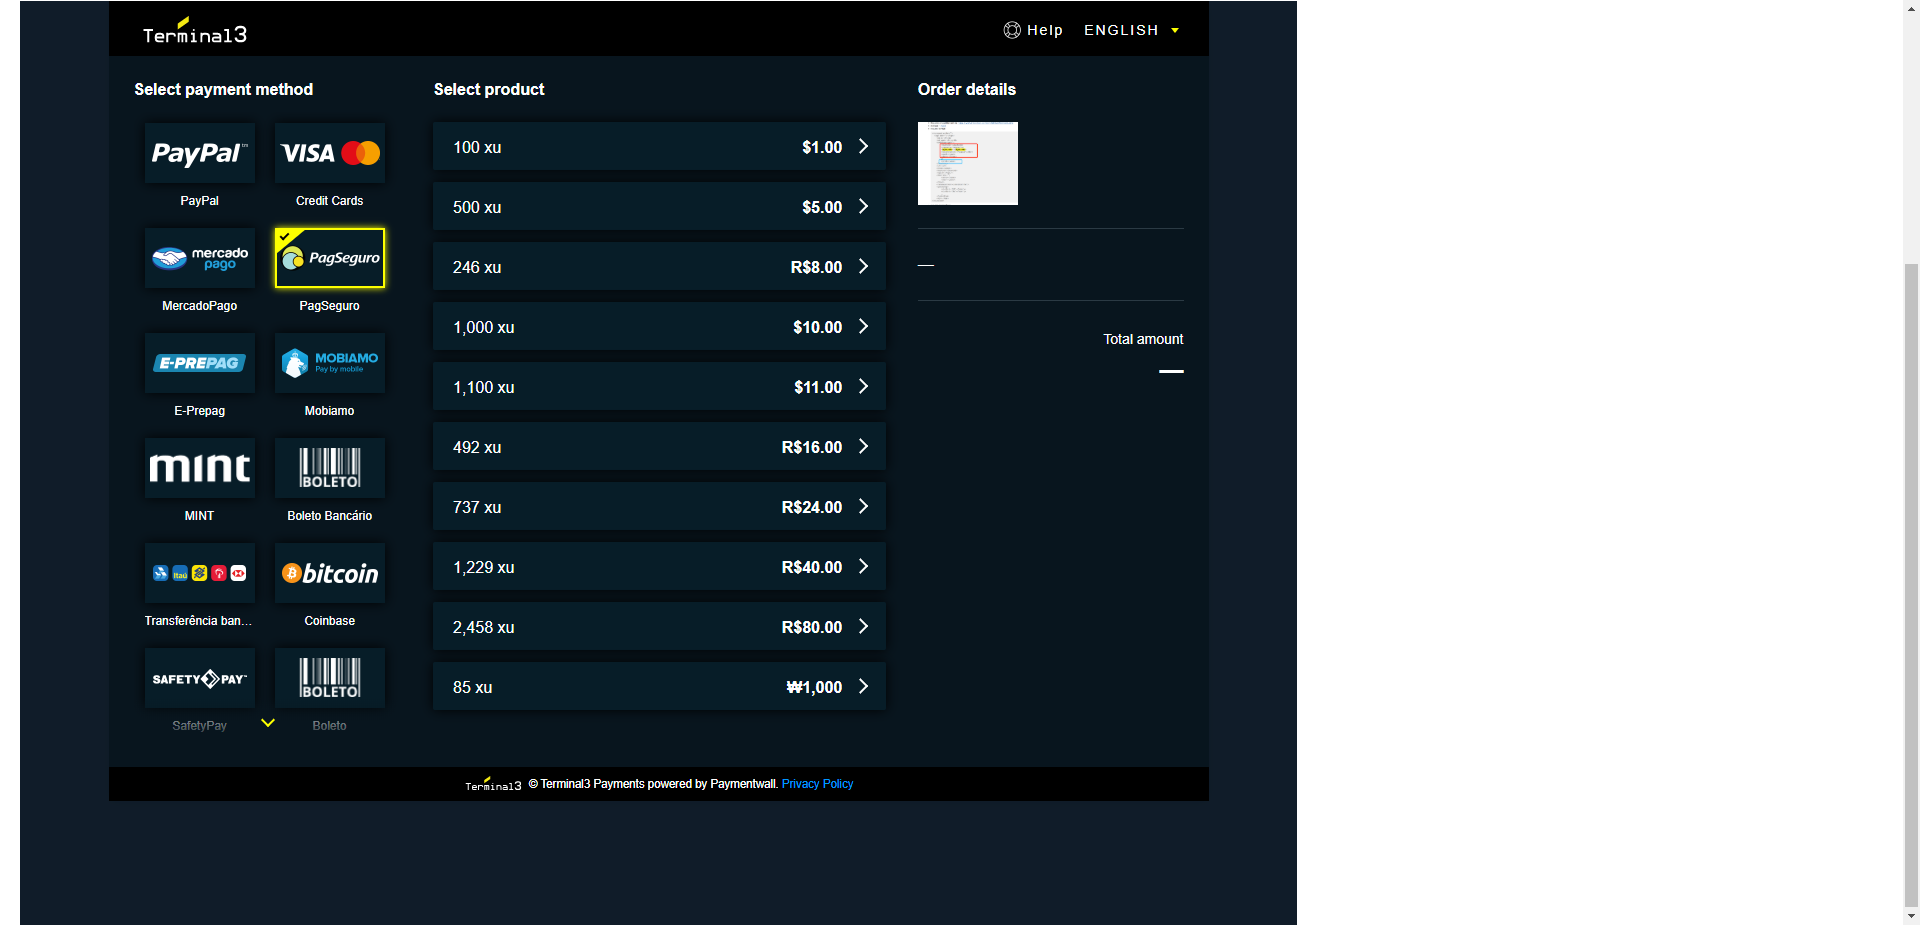 Terminal3
Help ENGLISH
Select payment method
PayPal™
PayPal
VISA
Credit Cards
mercado
pago
MercadoPago
PagSeguro
PagSeguro
E-PREPAG
E-Prepag
MOBIAMO
Pay by mobile
Mobiamo
mint
MINT
BOLETO
Boleto Bancário
Itaú
Transferência ban...
bitcoin
Coinbase
SAFETYPAY™
SafetyPay
BOLETO
Boleto
Select product
100 xu $1.00
500 xu $5.00
246 xu R$8.00
1,000 xu $10.00
1,100 xu $11.00
492 xu R$16.00
737 xu R$24.00
1,229 xu R$40.00
2,458 xu R$80.00
85 xu ₩1,000
Order details
—
Total amount
—
Terminal3 © Terminal3 Payments powered by Paymentwall. Privacy Policy